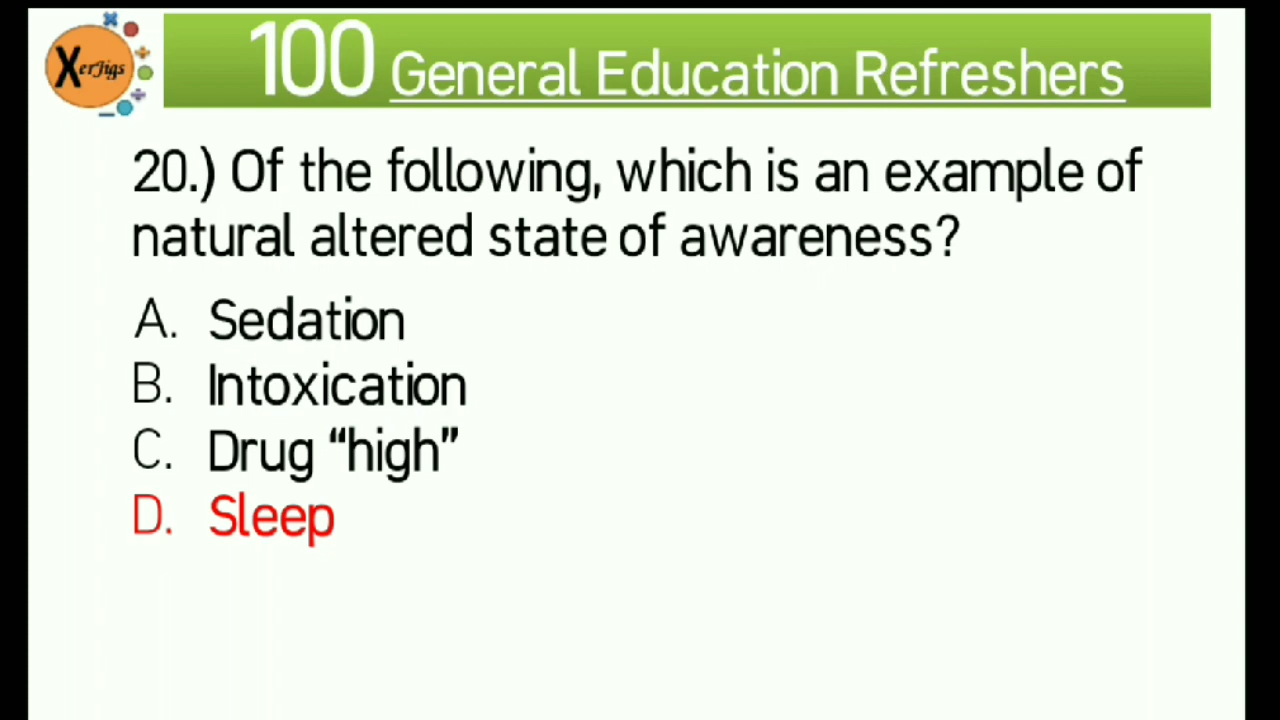 XerJigs
100 General Education Refreshers
20.) Of the following, which is an example of
natural altered state of awareness?
A. Sedation
B. Intoxication
C. Drug “high”
D. Sleep